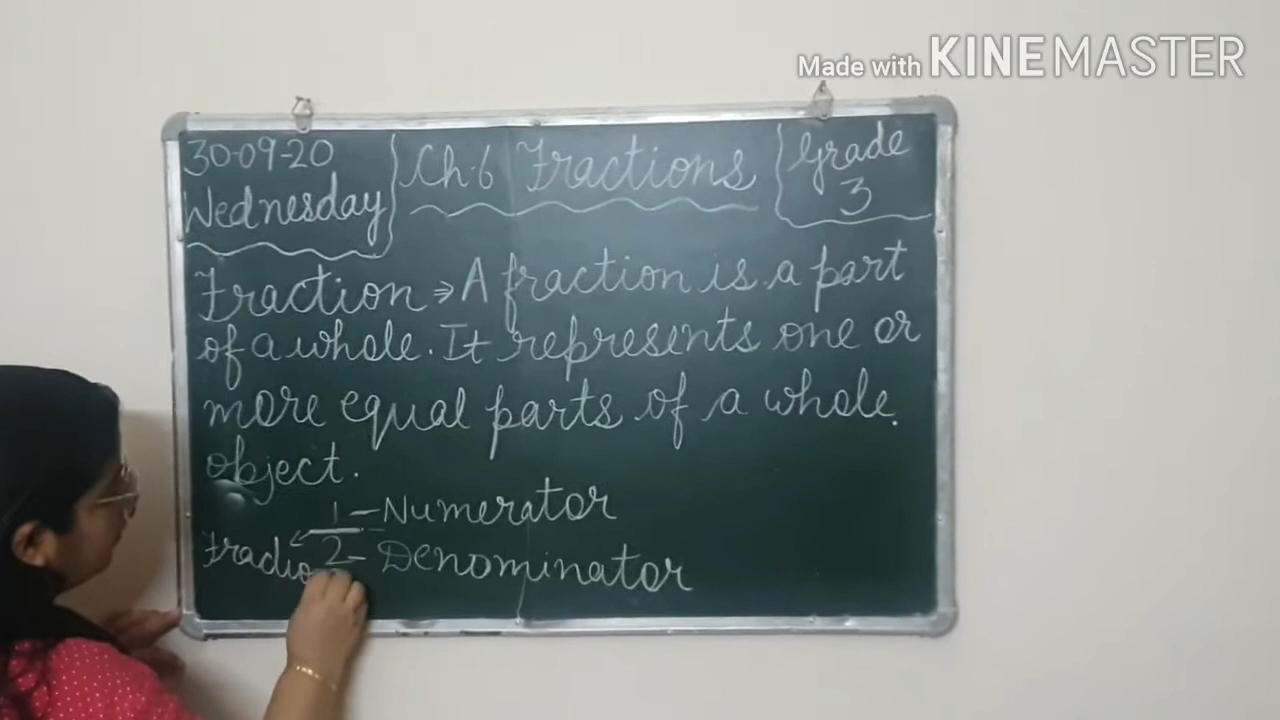 Made with KINEMASTER
30-09-20
Wednesday
Ch.6 Fractions
Grade
3
Fraction ⇒ A fraction is a part
of a whole. It represents one or
more equal parts of a whole
object.
1 – Numerator
2 – Denominator